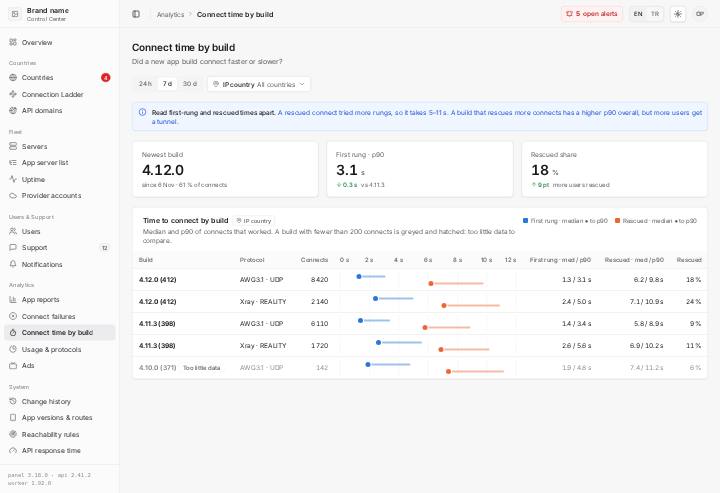 Brand name
Control Center
Analytics > Connect time by build
5 open alerts
EN TR
OP
Overview
Countries
Countries 4
Connection Ladder
API domains
Fleet
Servers
App server list
Uptime
Provider accounts
Users & Support
Users
Support 12
Notifications
Analytics
App reports
Connect failures
Connect time by build
Usage & protocols
Ads
System
Change history
App versions & routes
Reachability rules
API response time
panel 3.18.0 · api 2.41.2
worker 1.92.0
Connect time by build
Did a new app build connect faster or slower?
24 h 7 d 30 d IP country All countries
Read first-rung and rescued times apart. A rescued connect tried more rungs, so it takes 5–11 s. A build that rescues more connects has a higher p90 overall, but more users get
a tunnel.
Newest build
4.12.0
since 6 Nov · 61 % of connects
First rung · p90
3.1 s
↓ 0.3 s vs 4.11.3
Rescued share
18 %
↑ 9 pt more users rescued
Time to connect by build IP country
Median and p90 of connects that worked. A build with fewer than 200 connects is greyed and hatched: too little data to
compare.
First rung · median ● to p90 Rescued · median ● to p90
Build Protocol Connects 0 s 2 s 4 s 6 s 8 s 10 s 12 s First rung · med / p90 Rescued · med / p90 Rescued
4.12.0 (412) AWG3.1 · UDP 8 420 1.3 / 3.1 s 6.2 / 9.8 s 18 %
4.12.0 (412) Xray · REALITY 2 140 2.4 / 5.0 s 7.1 / 10.9 s 24 %
4.11.3 (398) AWG3.1 · UDP 6 110 1.4 / 3.4 s 5.8 / 8.9 s 9 %
4.11.3 (398) Xray · REALITY 1 720 2.6 / 5.6 s 6.9 / 10.2 s 11 %
4.10.0 (371) Too little data AWG3.1 · UDP 142 1.9 / 4.8 s 7.4 / 11.2 s 6 %